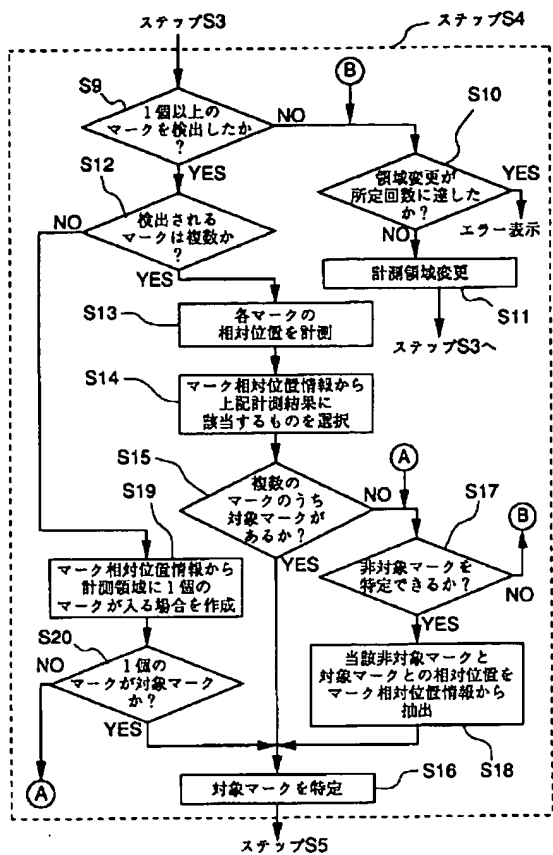 ステップS3
ステップS4
S9
1個以上の
マークを検出したか
?
NO
YES
B
S10
領域変更が
所定回数に達した
か?
YES
エラー表示
NO
計測領域変更
S11
ステップS3へ
S12
検出される
マークは複数か
?
NO
YES
S13
各マークの
相対位置を計測
S14
マーク相対位置情報から
上記計測結果に
該当するものを選択
S15
複数の
マークのうち
対象マークが
あるか?
NO
YES
A
S17
非対象マークを
特定できるか?
B
NO
YES
当該非対象マークと
対象マークとの相対位置を
マーク相対位置情報から
抽出
S18
S19
マーク相対位置情報から
計測領域に1個の
マークが入る場合を作成
S20
1個の
マークが対象マーク
か?
NO
YES
A
対象マークを特定
S16
ステップS5